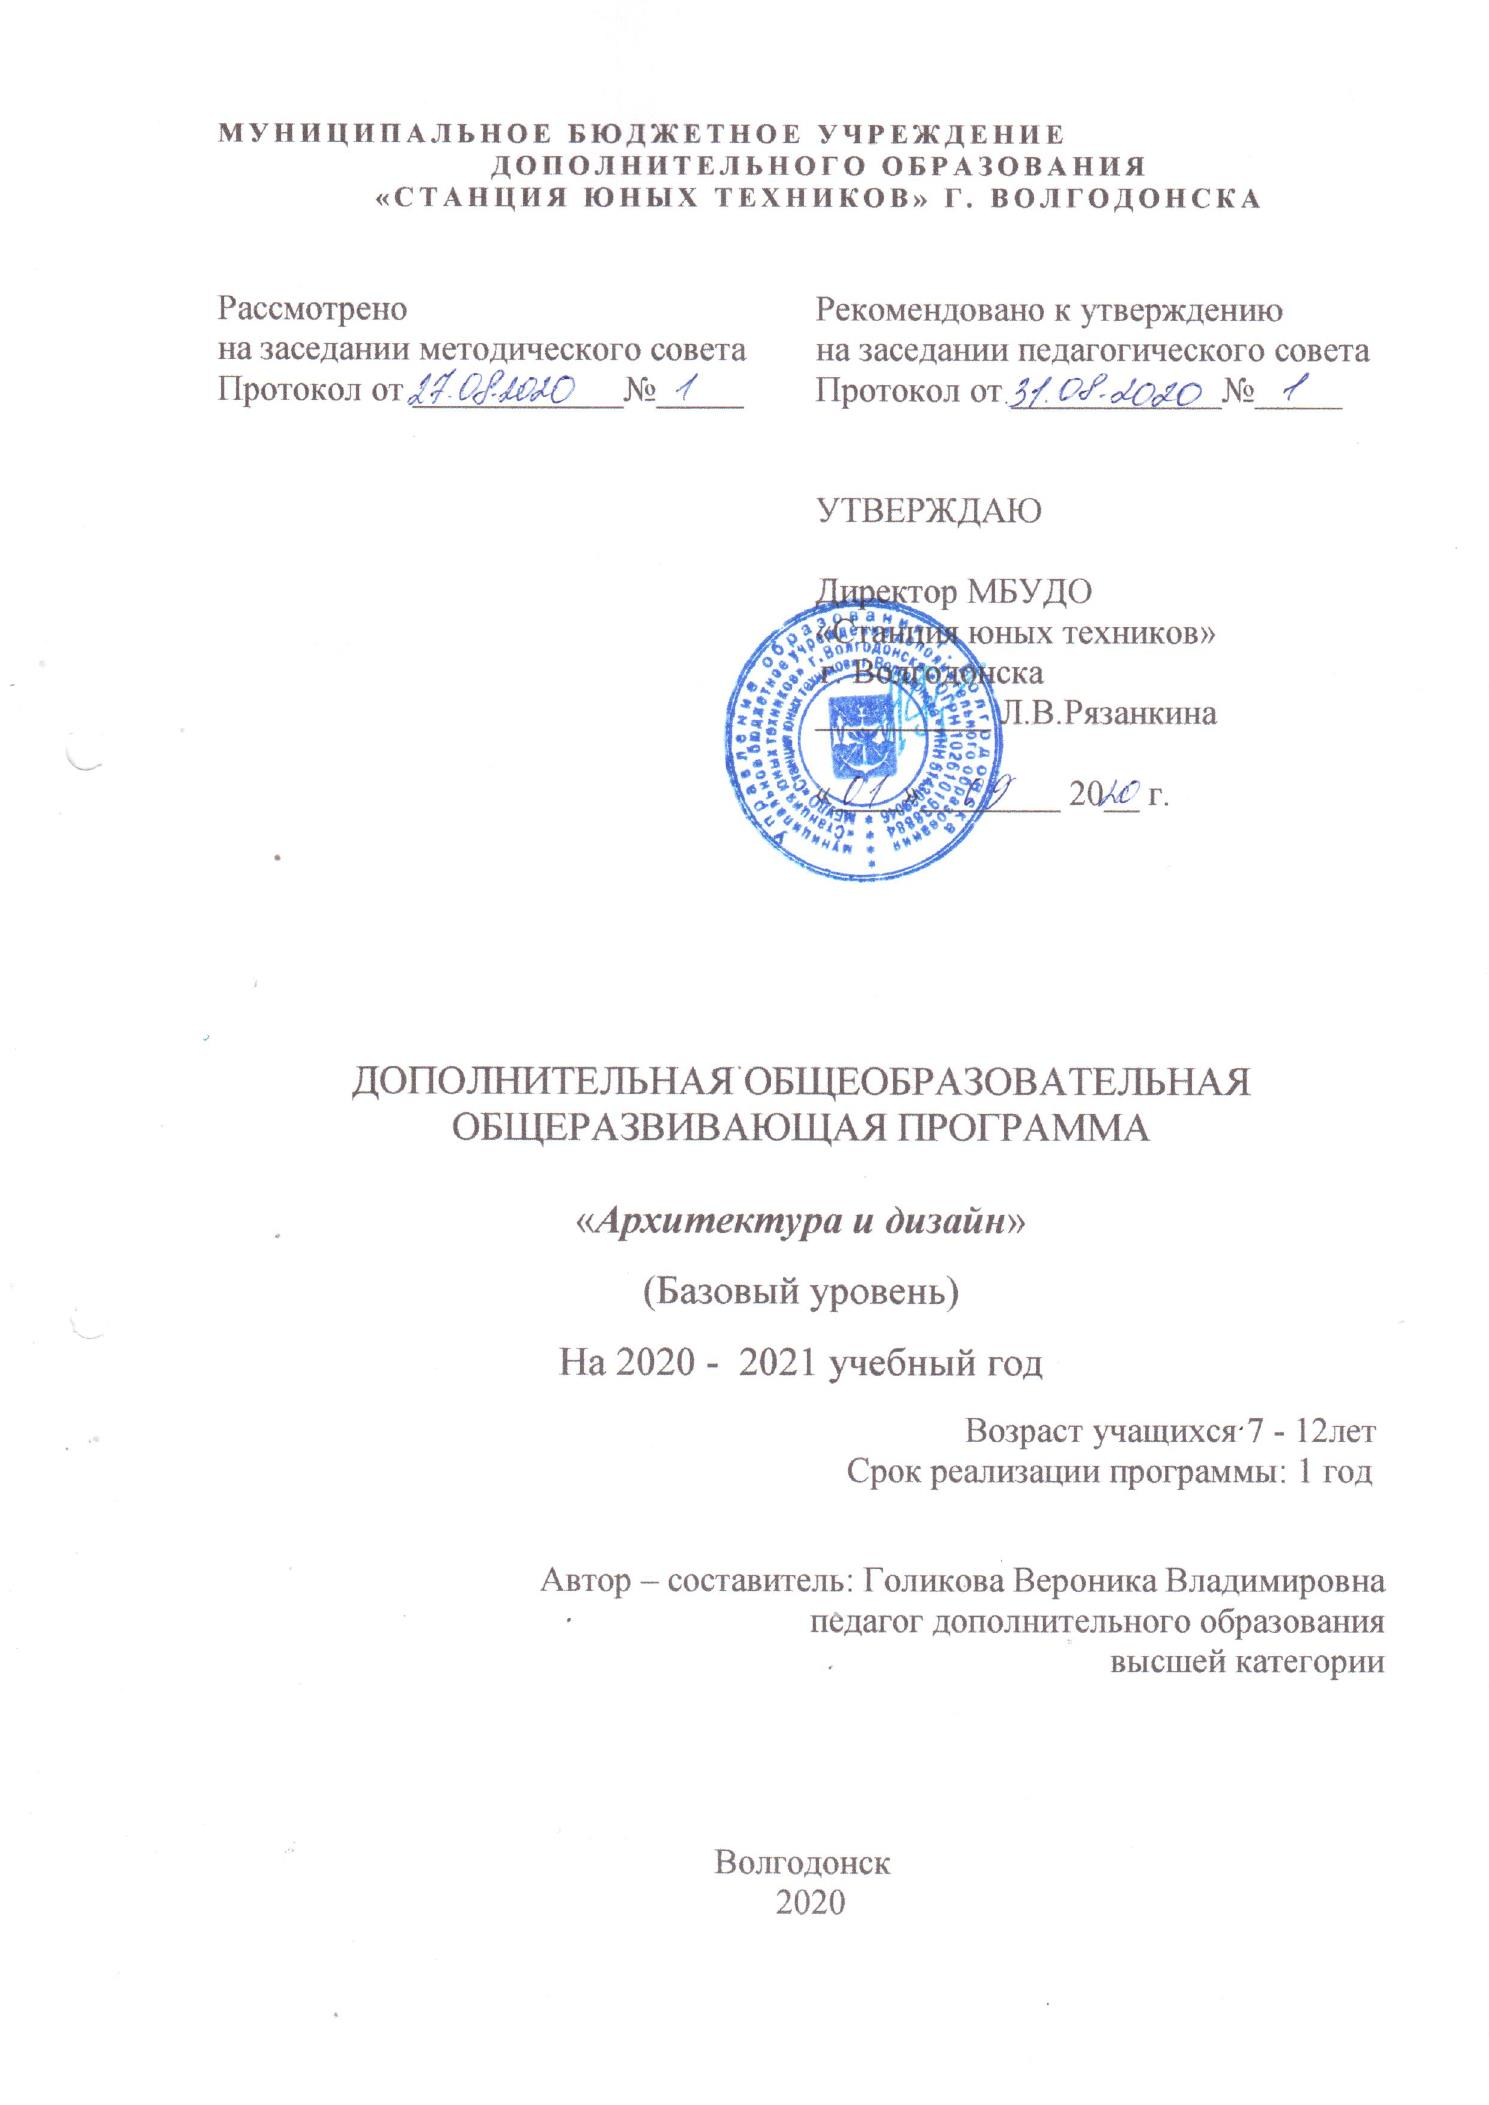 МУНИЦИПАЛЬНОЕ БЮДЖЕТНОЕ УЧРЕЖДЕНИЕ
ДОПОЛНИТЕЛЬНОГО ОБРАЗОВАНИЯ
«СТАНЦИЯ ЮНЫХ ТЕХНИКОВ» Г. ВОЛГОДОНСКА
Рассмотрено
на заседании методического совета
Протокол от 27.08.2020 № 1
Рекомендовано к утверждению
на заседании педагогического совета
Протокол от 31.08.2020 № 1
УТВЕРЖДАЮ
Директор МБУДО
«Станция юных техников»
г. Волгодонска
Л.В.Рязанкина
« 01 » 09 2020 г.
ДОПОЛНИТЕЛЬНАЯ ОБЩЕОБРАЗОВАТЕЛЬНАЯ
ОБЩЕРАЗВИВАЮЩАЯ ПРОГРАММА
«Архитектура и дизайн»
(Базовый уровень)
На 2020 - 2021 учебный год
Возраст учащихся 7 - 12лет
Срок реализации программы: 1 год
Автор – составитель: Голикова Вероника Владимировна
педагог дополнительного образования
высшей категории
Волгодонск
2020